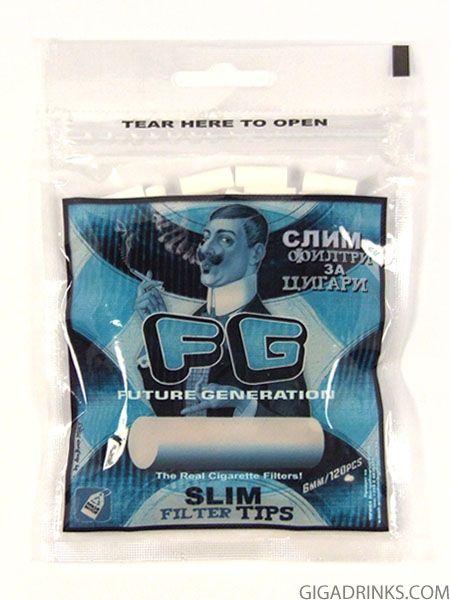 TEAR HERE TO OPEN
СЛИМ
ФИЛТРИ
ЗА
ЦИГАРИ
FG
FUTURE GENERATION
The Real Cigarette Filters!
6MM/120PCS
SLIM
FILTER TIPS
GIGADRINKS.COM